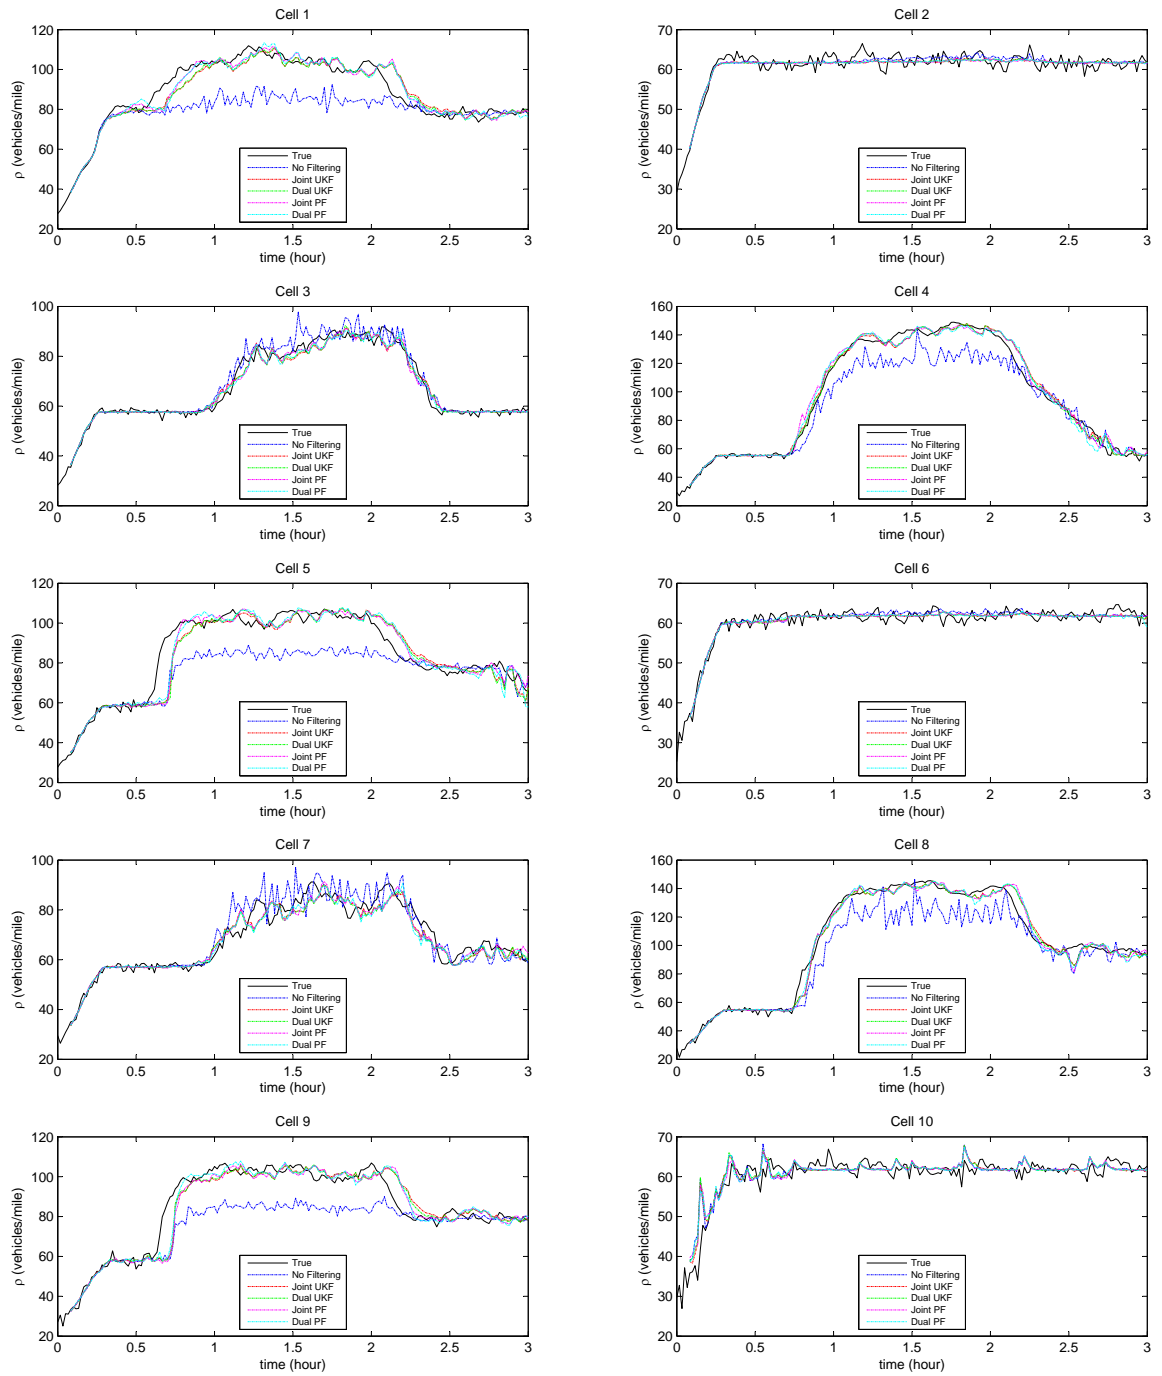 Cell 1
120
100
80
60
40
20
ρ (vehicles/mile)
True
No Filtering
Joint UKF
Dual UKF
Joint PF
Dual PF
0 0.5 1 1.5 2 2.5 3
time (hour)
Cell 2
70
60
50
40
30
20
ρ (vehicles/mile)
True
No Filtering
Joint UKF
Dual UKF
Joint PF
Dual PF
0 0.5 1 1.5 2 2.5 3
time (hour)
Cell 3
100
80
60
40
20
ρ (vehicles/mile)
True
No Filtering
Joint UKF
Dual UKF
Joint PF
Dual PF
0 0.5 1 1.5 2 2.5 3
time (hour)
Cell 4
160
140
120
100
80
60
40
20
ρ (vehicles/mile)
True
No Filtering
Joint UKF
Dual UKF
Joint PF
Dual PF
0 0.5 1 1.5 2 2.5 3
time (hour)
Cell 5
120
100
80
60
40
20
ρ (vehicles/mile)
True
No Filtering
Joint UKF
Dual UKF
Joint PF
Dual PF
0 0.5 1 1.5 2 2.5 3
time (hour)
Cell 6
70
60
50
40
30
20
ρ (vehicles/mile)
True
No Filtering
Joint UKF
Dual UKF
Joint PF
Dual PF
0 0.5 1 1.5 2 2.5 3
time (hour)
Cell 7
100
80
60
40
20
ρ (vehicles/mile)
True
No Filtering
Joint UKF
Dual UKF
Joint PF
Dual PF
0 0.5 1 1.5 2 2.5 3
time (hour)
Cell 8
160
140
120
100
80
60
40
20
ρ (vehicles/mile)
True
No Filtering
Joint UKF
Dual UKF
Joint PF
Dual PF
0 0.5 1 1.5 2 2.5 3
time (hour)
Cell 9
120
100
80
60
40
20
ρ (vehicles/mile)
True
No Filtering
Joint UKF
Dual UKF
Joint PF
Dual PF
0 0.5 1 1.5 2 2.5 3
time (hour)
Cell 10
70
60
50
40
30
20
ρ (vehicles/mile)
True
No Filtering
Joint UKF
Dual UKF
Joint PF
Dual PF
0 0.5 1 1.5 2 2.5 3
time (hour)